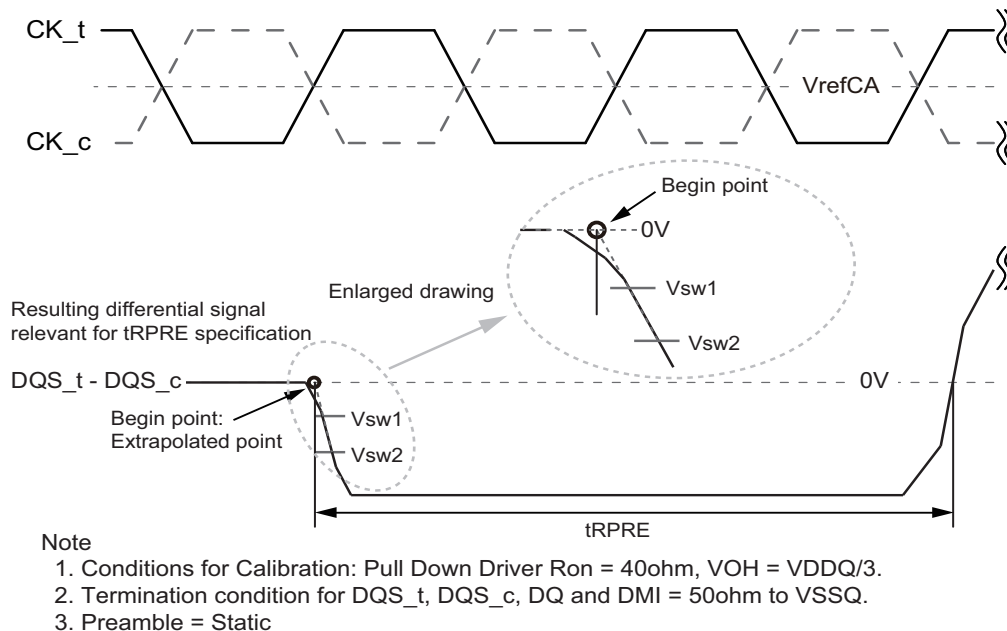 CK_t
VrefCA
CK_c
Begin point
0V
Vsw1
Enlarged drawing
Vsw2
Resulting differential signal
relevant for tRPRE specification
DQS_t - DQS_c
0V
Begin point:
Extrapolated point
Vsw1
Vsw2
tRPRE
Note
1. Conditions for Calibration: Pull Down Driver Ron = 40ohm, VOH = VDDQ/3.
2. Termination condition for DQS_t, DQS_c, DQ and DMI = 50ohm to VSSQ.
3. Preamble = Static